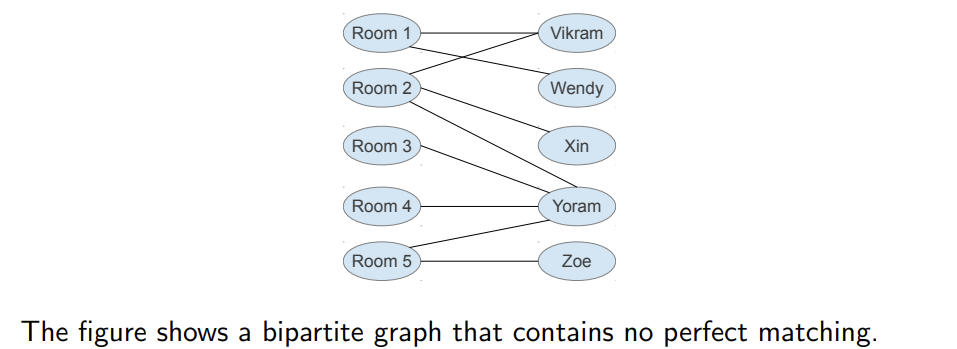 Room 1 Vikram
Room 2 Wendy
Room 3 Xin
Room 4 Yoram
Room 5 Zoe
The figure shows a bipartite graph that contains no perfect matching.